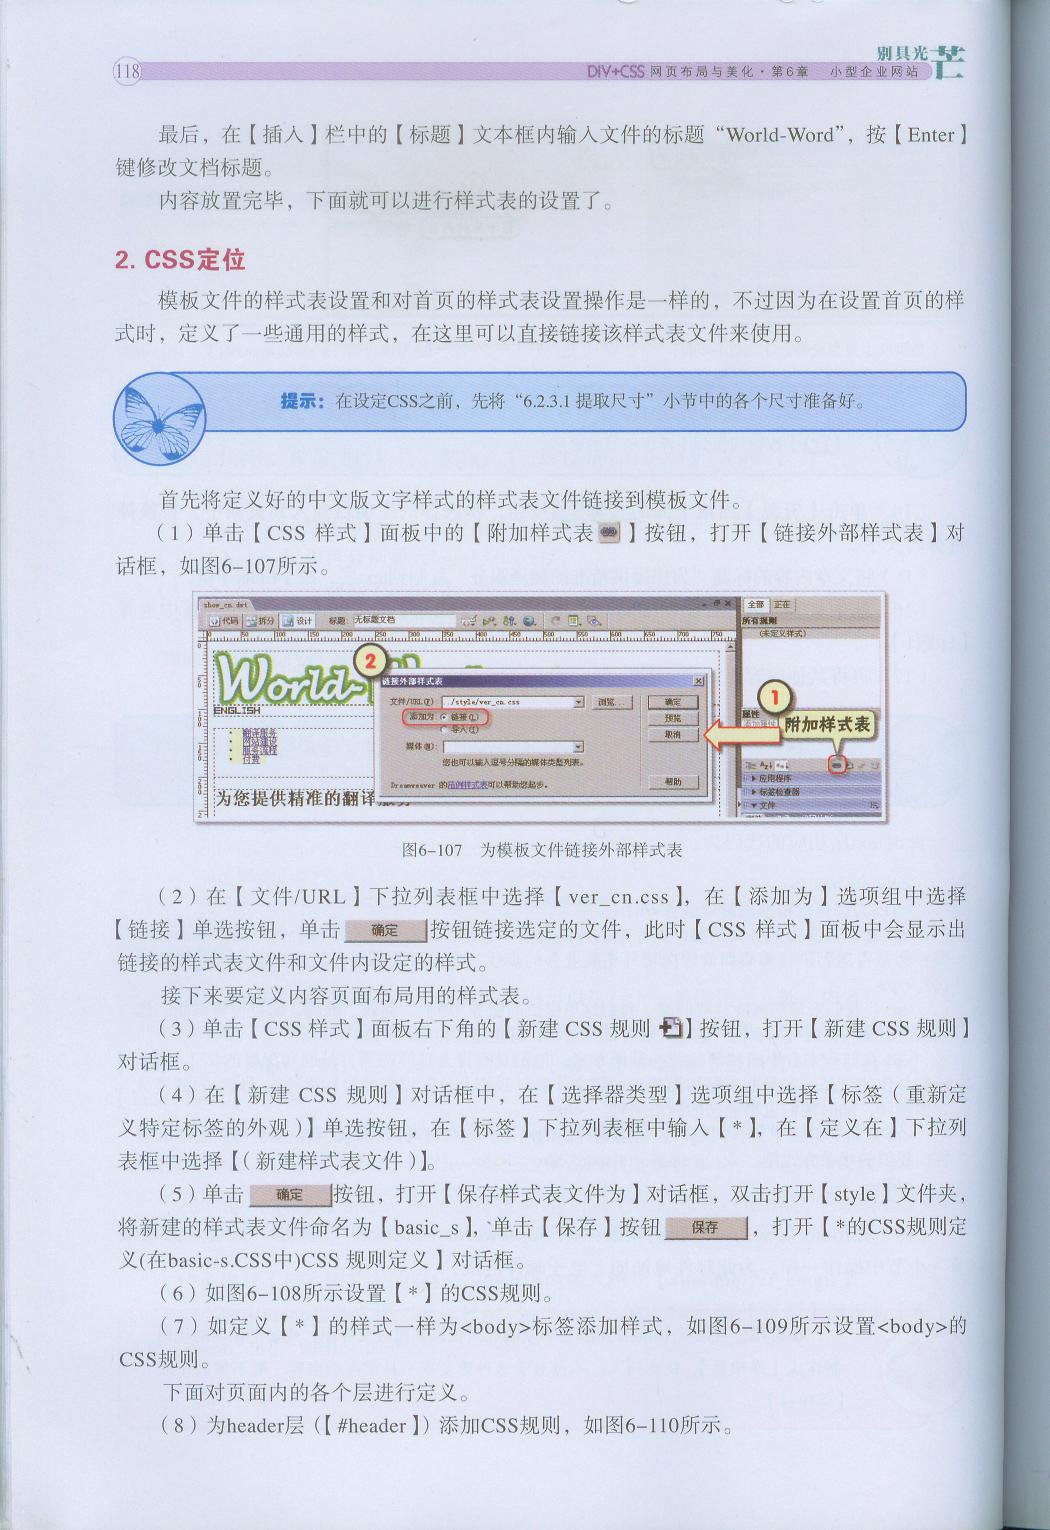 118
别具光芒
DIV+CSS 网页布局与美化·第6章 小型企业网站
最后，在【插入】栏中的【标题】文本框内输入文件的标题“World-Word”，按【Enter】
键修改文档标题。
内容放置完毕，下面就可以进行样式表的设置了。
2. CSS定位
模板文件的样式表设置和对首页的样式表设置操作是一样的，不过因为在设置首页的样
式时，定义了一些通用的样式，在这里可以直接链接该样式表文件来使用。
提示：在设定CSS之前，先将“6.2.3.1 提取尺寸”小节中的各个尺寸准备好。
首先将定义好的中文版文字样式的样式表文件链接到模板文件。
（1）单击【CSS 样式】面板中的【附加样式表】按钮，打开【链接外部样式表】对
话框，如图6-107所示。
show_cn.dwt
全部 正在
代码 拆分 设计 标题: 无标题文档
所有规则
(未定义样式)
World-
2
链接外部样式表
文件/URL(F): ../style/ver_cn.css 浏览... 确定
ENGLISH
添加为: 链接(L) 预览
1
属性
导入(I) 取消
附加样式表
翻译服务
网站建设
服务流程
付费
媒体(M):
您也可以输入逗号分隔的媒体类型列表。
Dreamweaver 的范例样式表可以帮助您起步。 帮助
应用程序
标签检查器
文件
为您提供精准的翻译服务
图6-107 为模板文件链接外部样式表
（2）在【文件/URL】下拉列表框中选择【ver_cn.css】，在【添加为】选项组中选择
【链接】单选按钮，单击 确定 按钮链接选定的文件，此时【CSS 样式】面板中会显示出
链接的样式表文件和文件内设定的样式。
接下来要定义内容页面布局用的样式表。
（3）单击【CSS 样式】面板右下角的【新建 CSS 规则】按钮，打开【新建 CSS 规则】
对话框。
（4）在【新建 CSS 规则】对话框中，在【选择器类型】选项组中选择【标签（重新定
义特定标签的外观）】单选按钮，在【标签】下拉列表框中输入【*】，在【定义在】下拉列
表框中选择【（新建样式表文件）】。
（5）单击 确定 按钮，打开【保存样式表文件为】对话框，双击打开【style】文件夹，
将新建的样式表文件命名为【basic_s】，单击【保存】按钮 保存 ，打开【*的CSS规则定
义(在basic-s.CSS中)CSS 规则定义】对话框。
（6）如图6-108所示设置【*】的CSS规则。
（7）如定义【*】的样式一样为<body>标签添加样式，如图6-109所示设置<body>的
CSS规则。
下面对页面内的各个层进行定义。
（8）为header层（【#header】）添加CSS规则，如图6-110所示。